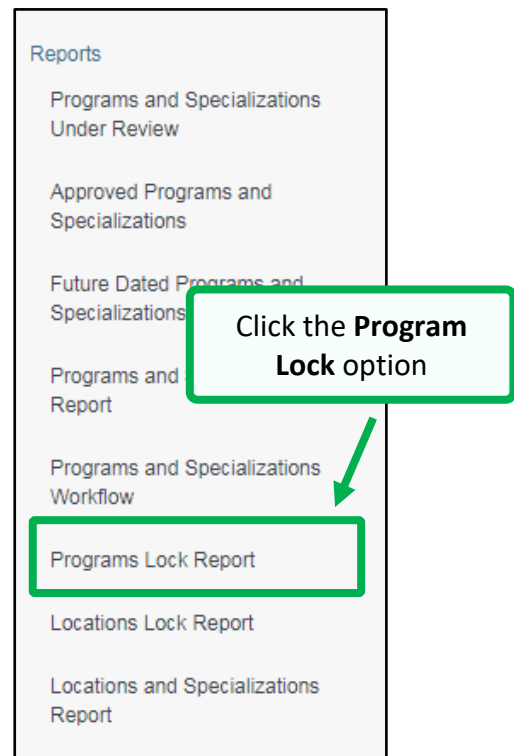 Reports
Programs and Specializations
Under Review
Approved Programs and
Specializations
Future Dated Programs and
Specializations
Click the Program
Lock option
Programs and
Report
Programs and Specializations
Workflow
Programs Lock Report
Locations Lock Report
Locations and Specializations
Report